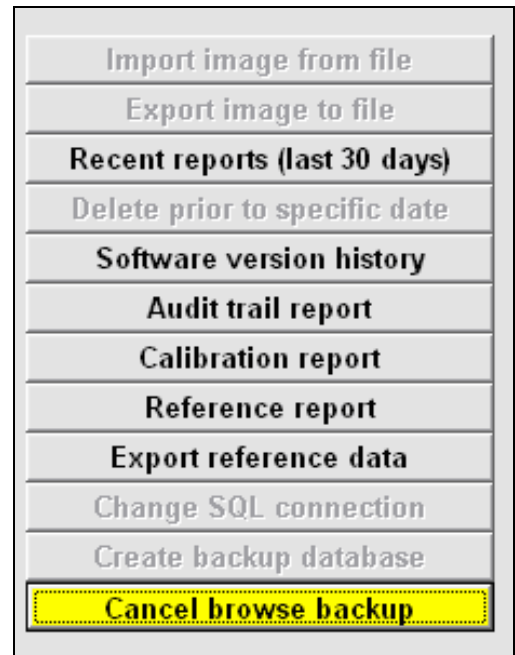 Import image from file
Export image to file
Recent reports (last 30 days)
Delete prior to specific date
Software version history
Audit trail report
Calibration report
Reference report
Export reference data
Change SQL connection
Create backup database
Cancel browse backup